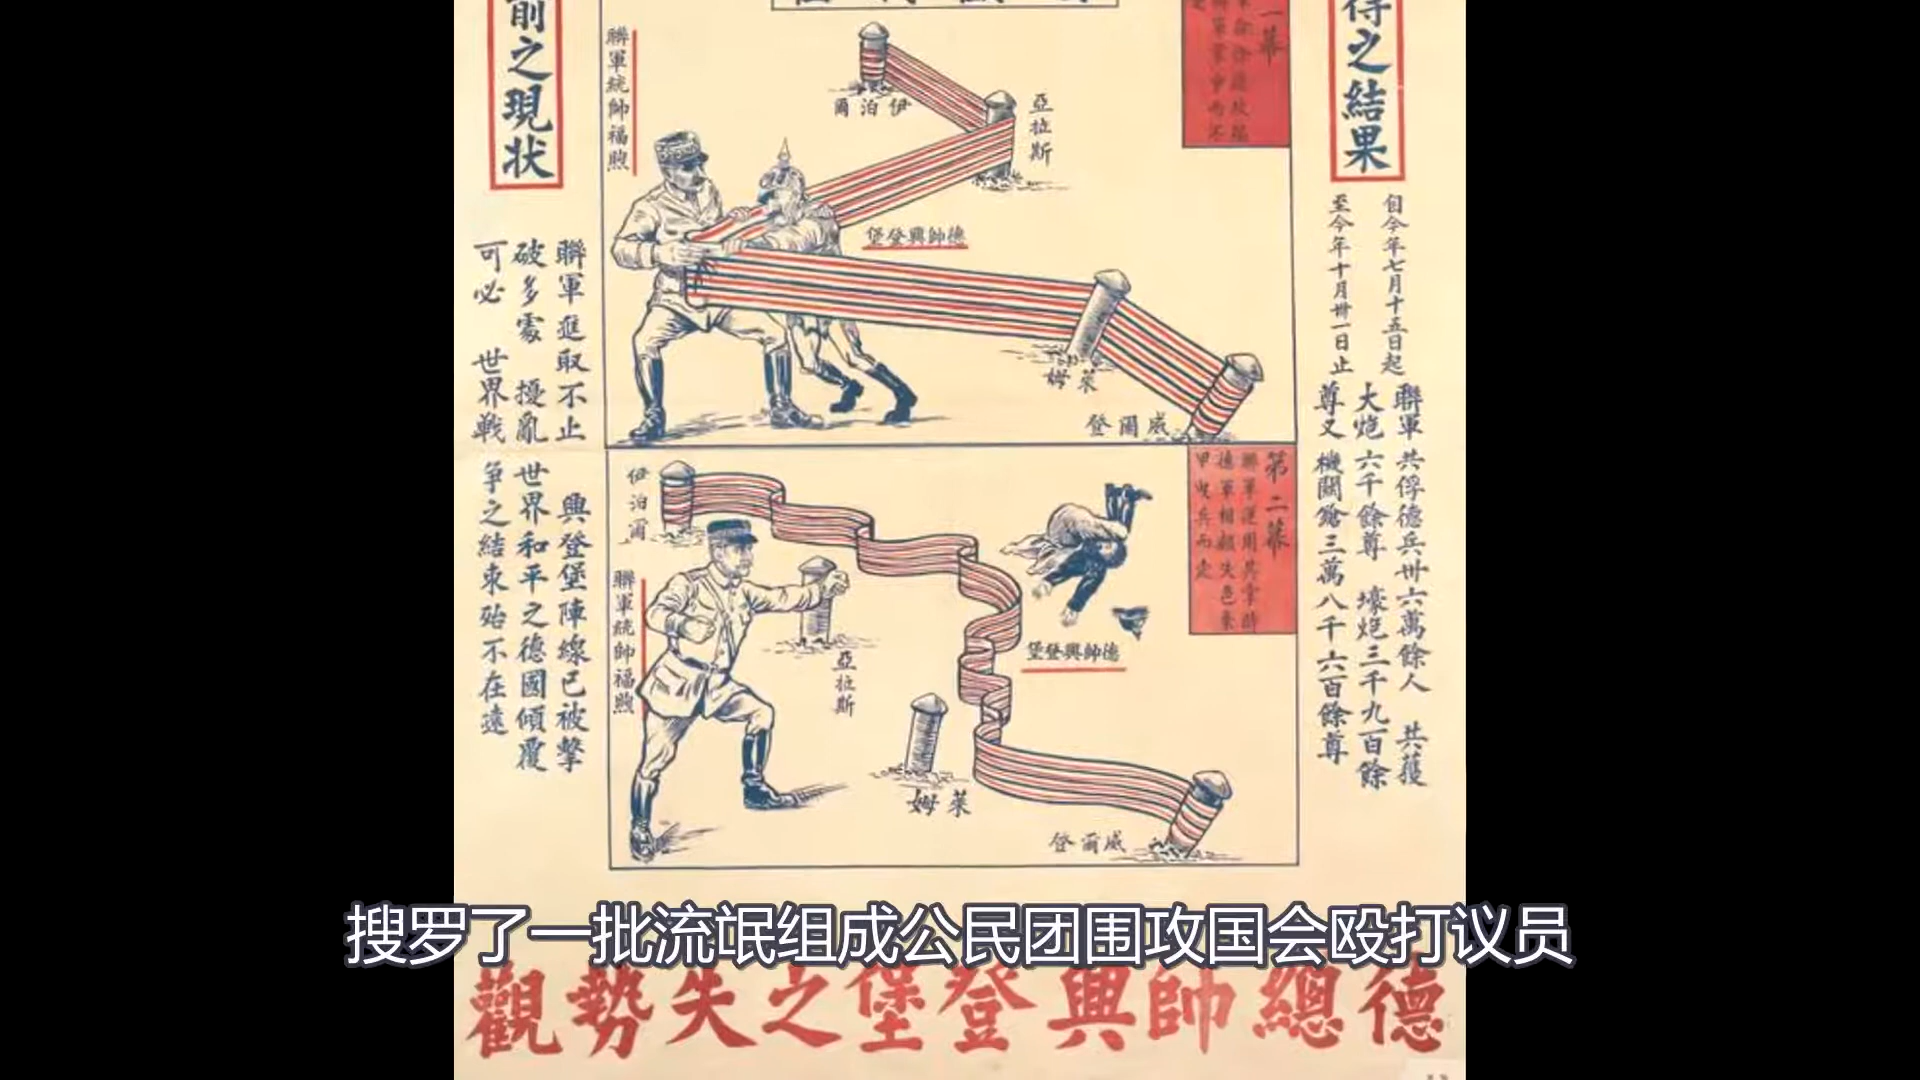 得之結果
自今年七月十五日起
至今年十月卅一日止
聯軍共俘德兵卅六萬餘人 共獲
大炮六千餘尊 壕炮三千九百餘
尊又機關鎗三萬八千六百餘尊
一幕
聯軍統帥福煦
伊泊爾
亞拉斯
德帥興登堡
萊姆
威爾登
第二幕
聯軍運用其掌時
德軍相顧失色棄
甲曳兵而走
伊泊爾
聯軍統帥福煦
亞拉斯
德帥興登堡
萊姆
威爾登
前之現狀
聯軍進取不止 興登堡陣線已被擊
破多處 擾亂世界和平之德國傾覆
可必 世界戰爭之結束殆不在遠
搜罗了一批流氓组成公民团围攻国会殴打议员
德總帥興登堡之失勢觀